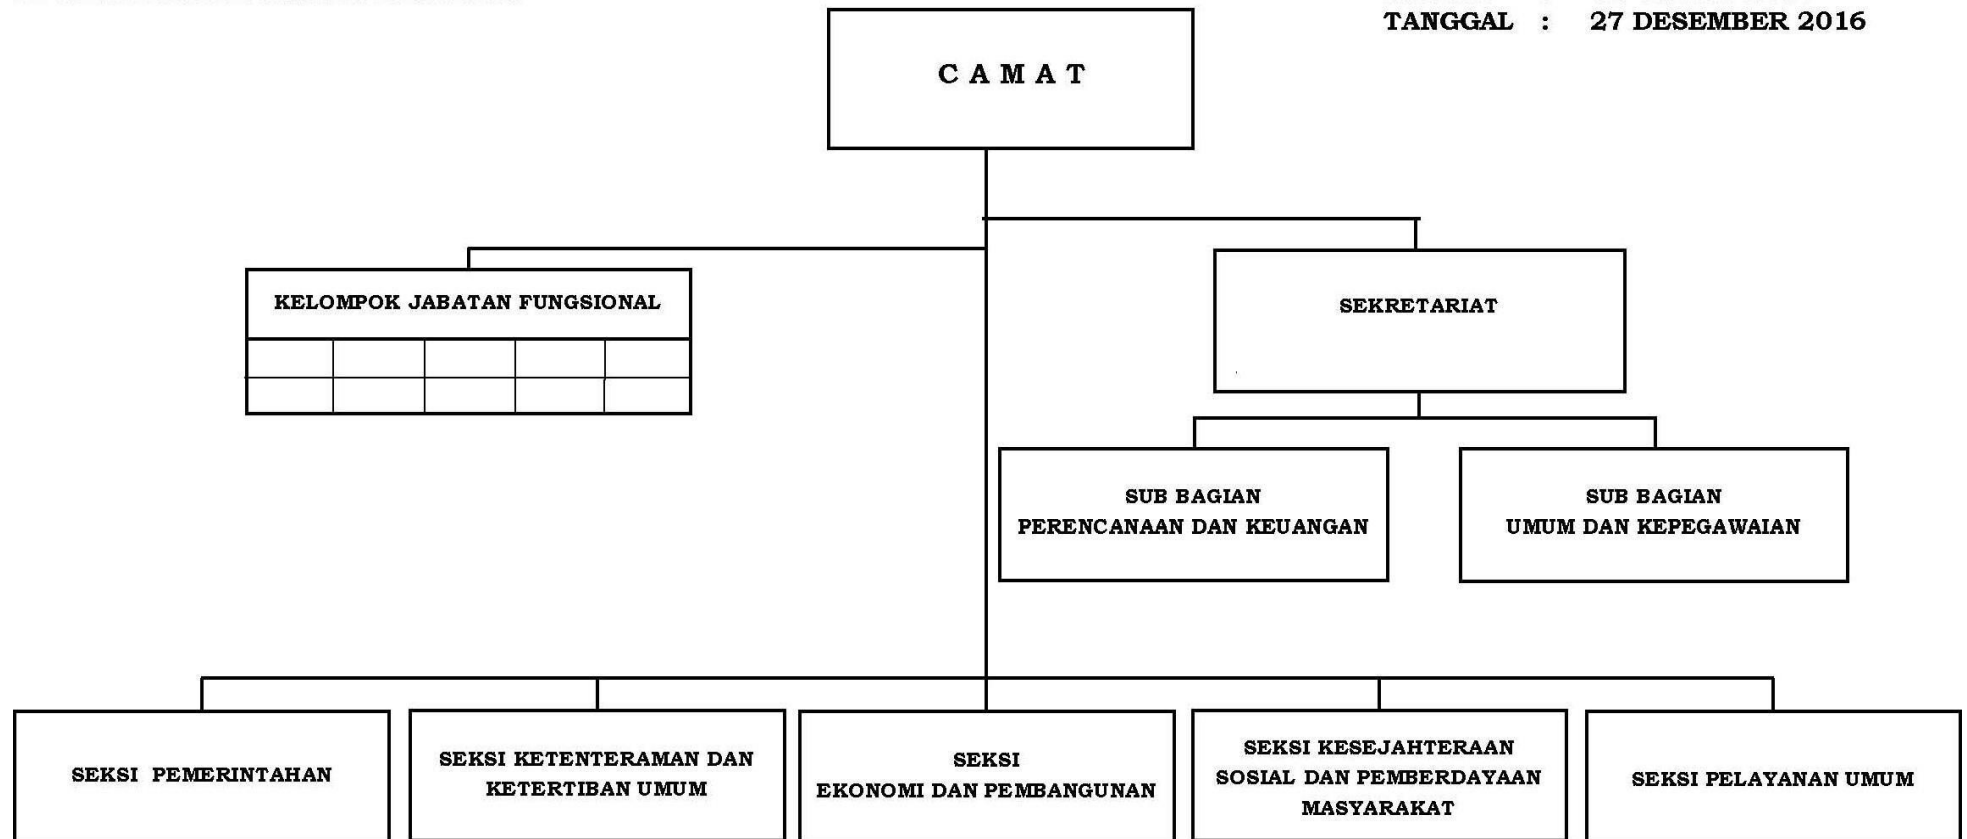 TANGGAL : 27 DESEMBER 2016
C A M A T
KELOMPOK JABATAN FUNGSIONAL
SEKRETARIAT
SUB BAGIAN
PERENCANAAN DAN KEUANGAN
SUB BAGIAN
UMUM DAN KEPEGAWAIAN
SEKSI PEMERINTAHAN
SEKSI KETENTERAMAN DAN
KETERTIBAN UMUM
SEKSI
EKONOMI DAN PEMBANGUNAN
SEKSI KESEJAHTERAAN
SOSIAL DAN PEMBERDAYAAN
MASYARAKAT
SEKSI PELAYANAN UMUM